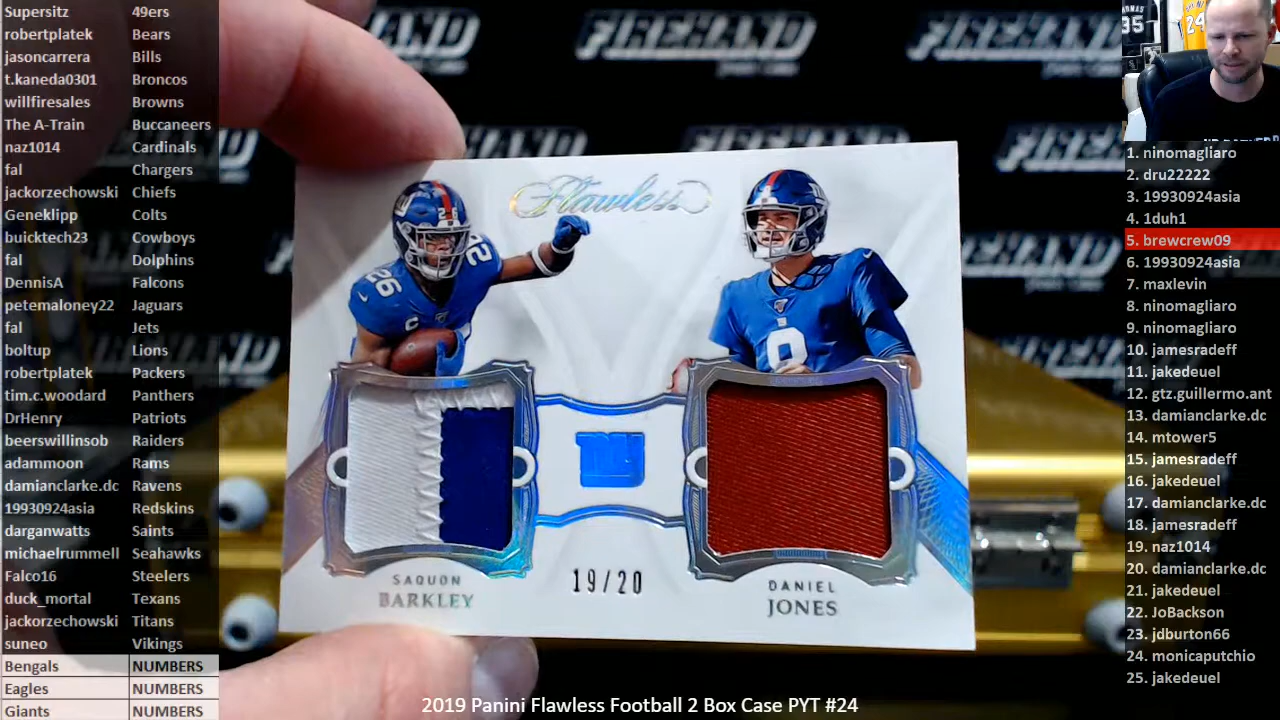 Supersitz 49ers
robertplatek Bears
jasoncarrera Bills
t.kaneda0301 Broncos
willfiresales Browns
The A-Train Buccaneers
naz1014 Cardinals
fal Chargers
jackorzechowski Chiefs
Geneklipp Colts
buicktech23 Cowboys
fal Dolphins
DennisA Falcons
petemaloney22 Jaguars
fal Jets
boltup Lions
robertplatek Packers
tim.c.woodard Panthers
DrHenry Patriots
beerswillinsob Raiders
adammoon Rams
damianclarke.dc Ravens
19930924asia Redskins
darganwatts Saints
michaelrummell Seahawks
Falco16 Steelers
duck_mortal Texans
jackorzechowski Titans
suneo Vikings
Bengals NUMBERS
Eagles NUMBERS
Giants NUMBERS
FIREHAND
FIREHAND
FIREHAND
Flawless
26
26
26
8
NY
SAQUON
BARKLEY
19/20
DANIEL
JONES
35
24
1. ninomagliaro
2. dru22222
3. 19930924asia
4. 1duh1
5. brewcrew09
6. 19930924asia
7. maxlevin
8. ninomagliaro
9. ninomagliaro
10. jamesradeff
11. jakedeuel
12. gtz.guillermo.ant
13. damianclarke.dc
14. mtower5
15. jamesradeff
16. jakedeuel
17. damianclarke.dc
18. jamesradeff
19. naz1014
20. damianclarke.dc
21. jakedeuel
22. JoBackson
23. jdburton66
24. monicaputchio
25. jakedeuel
2019 Panini Flawless Football 2 Box Case PYT #24